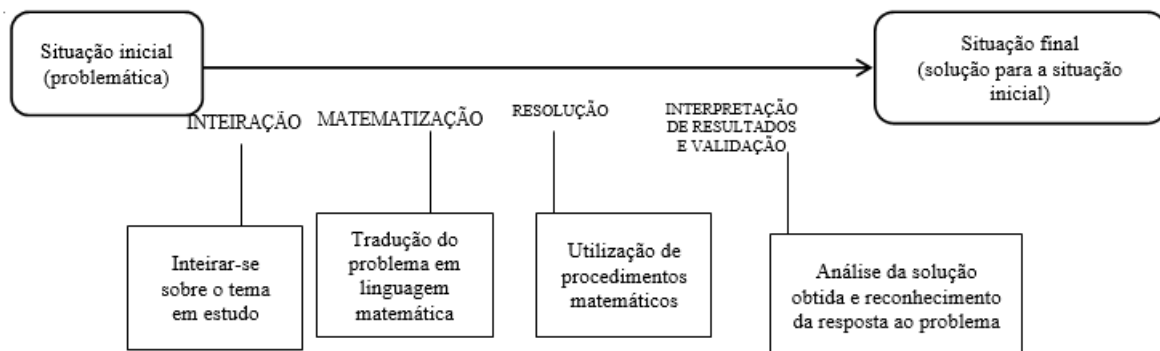 Situação inicial
(problemática)
Situação final
(solução para a situação
inicial)
INTEIRAÇÃO
MATEMATIZAÇÃO
RESOLUÇÃO
INTERPRETAÇÃO
DE RESULTADOS
E VALIDAÇÃO
Inteirar-se
sobre o tema
em estudo
Tradução do
problema em
linguagem
matemática
Utilização de
procedimentos
matemáticos
Análise da solução
obtida e reconhecimento
da resposta ao problema